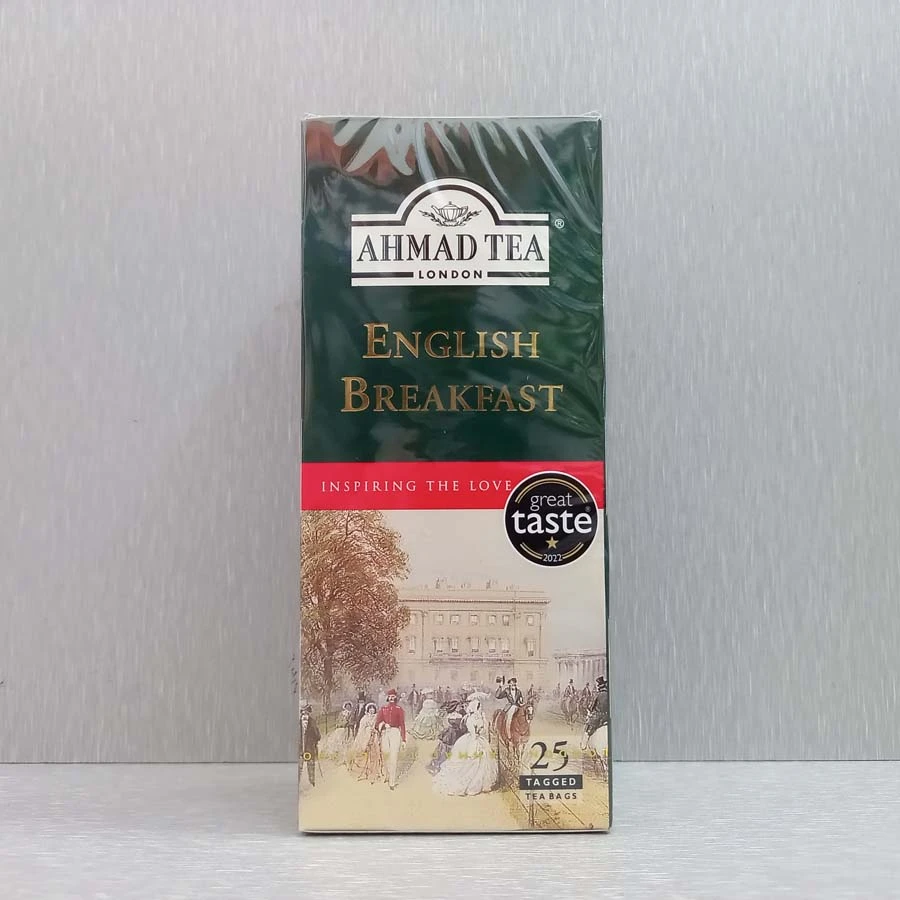 AHMAD TEA
®
LONDON
ENGLISH
BREAKFAST
INSPIRING THE LOVE
great
taste
2022
25
TAGGED
TEA BAGS